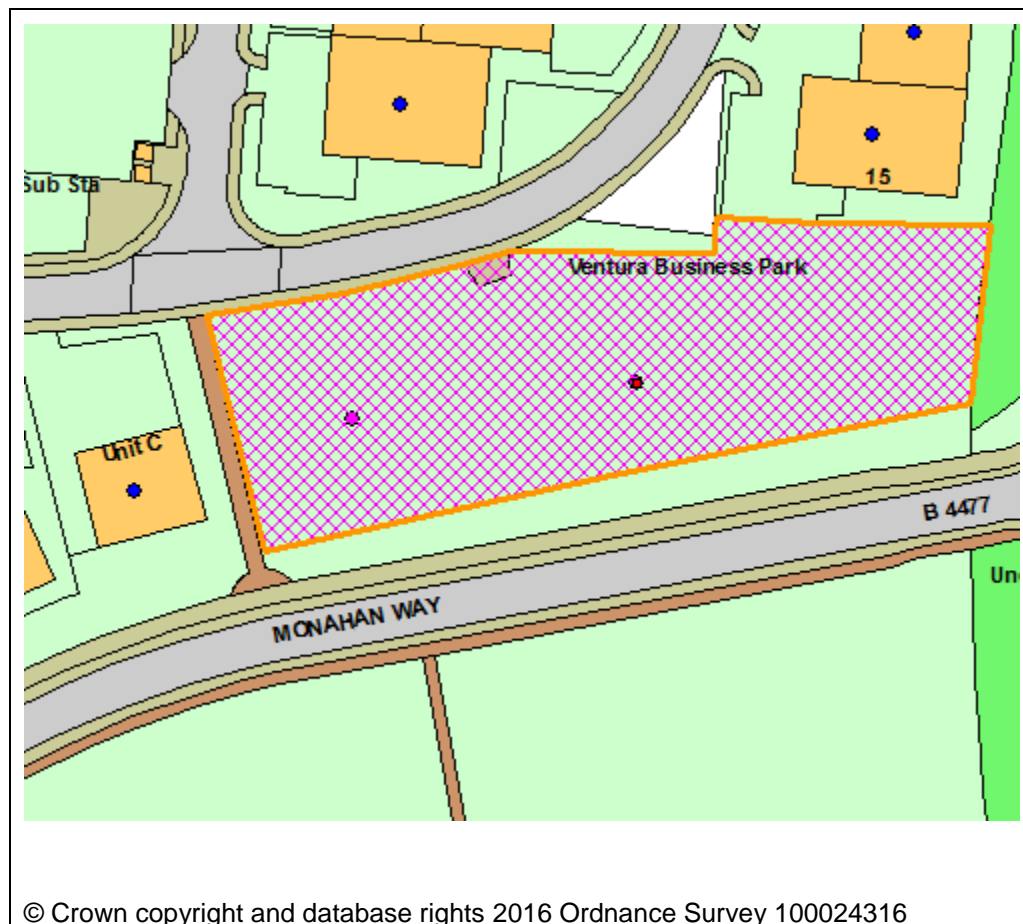 Sub Sta
15
Ventura Business Park
Unit C
B 4477
MONAHAN WAY
Un
© Crown copyright and database rights 2016 Ordnance Survey 100024316